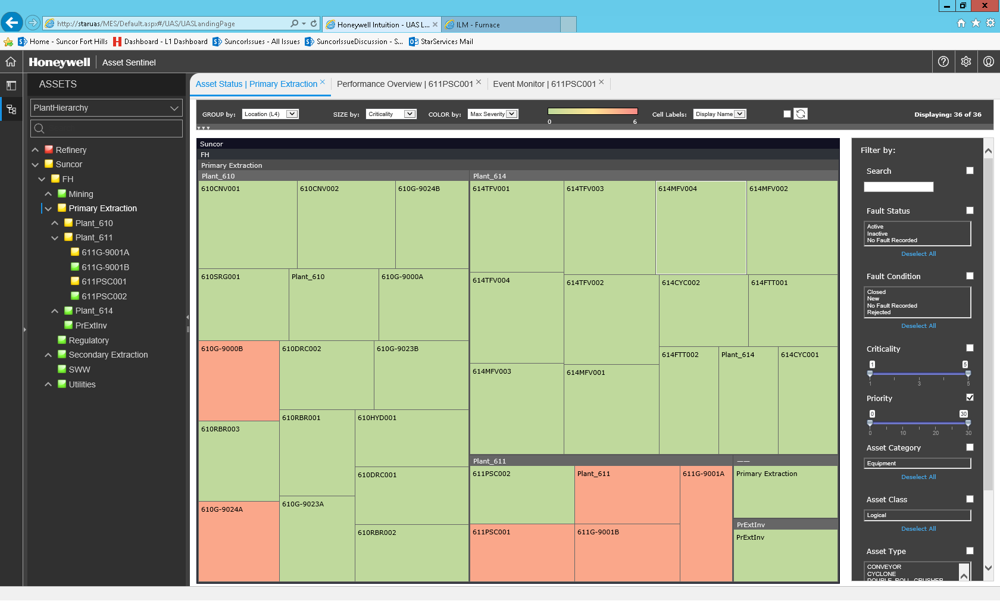 http://staruas/MES/Default.aspx#/UAS/UASLandingPage
Honeywell Intuition - UAS L...
ILM - Furnace
Home - Suncor Fort Hills
Dashboard - L1 Dashboard
SuncorIssues - All Issues
SuncorIssueDiscussion - S...
StarServices Mail
Honeywell
Asset Sentinel
ASSETS
PlantHierarchy
Refinery
Suncor
FH
Mining
Primary Extraction
Plant_610
Plant_611
611G-9001A
611G-9001B
611PSC001
611PSC002
Plant_614
PrExtInv
Regulatory
Secondary Extraction
SWW
Utilities
Asset Status | Primary Extraction
Performance Overview | 611PSC001
Event Monitor | 611PSC001
GROUP by: Location (L4)
SIZE by: Criticality
COLOR by: Max Severity
0 6
Cell Labels: Display Name
Displaying: 36 of 36
Suncor
FH
Primary Extraction
Plant_610
610CNV001
610CNV002
610G-9024B
610SRG001
Plant_610
610G-9000A
610G-9000B
610DRC002
610G-9023B
610RBR003
610RBR001
610HYD001
610DRC001
610G-9024A
610G-9023A
610RBR002
Plant_614
614TFV001
614TFV003
614MFV004
614MFV002
614TFV004
614TFV002
614CYC002
614FTT001
614MFV003
614MFV001
614FTT002
Plant_614
614CYC001
Plant_611
611PSC002
Plant_611
611G-9001A
611PSC001
611G-9001B
——
Primary Extraction
PrExtInv
PrExtInv
Filter by:
Search
Fault Status
Active
Inactive
No Fault Recorded
Deselect All
Fault Condition
Closed
New
No Fault Recorded
Rejected
Deselect All
Criticality
1 5
1 3 5
Priority
0 30
0 10 20 30
Asset Category
Equipment
Deselect All
Asset Class
Logical
Deselect All
Asset Type
CONVEYOR
CYCLONE
DOUBLE_ROLL_CRUSHER